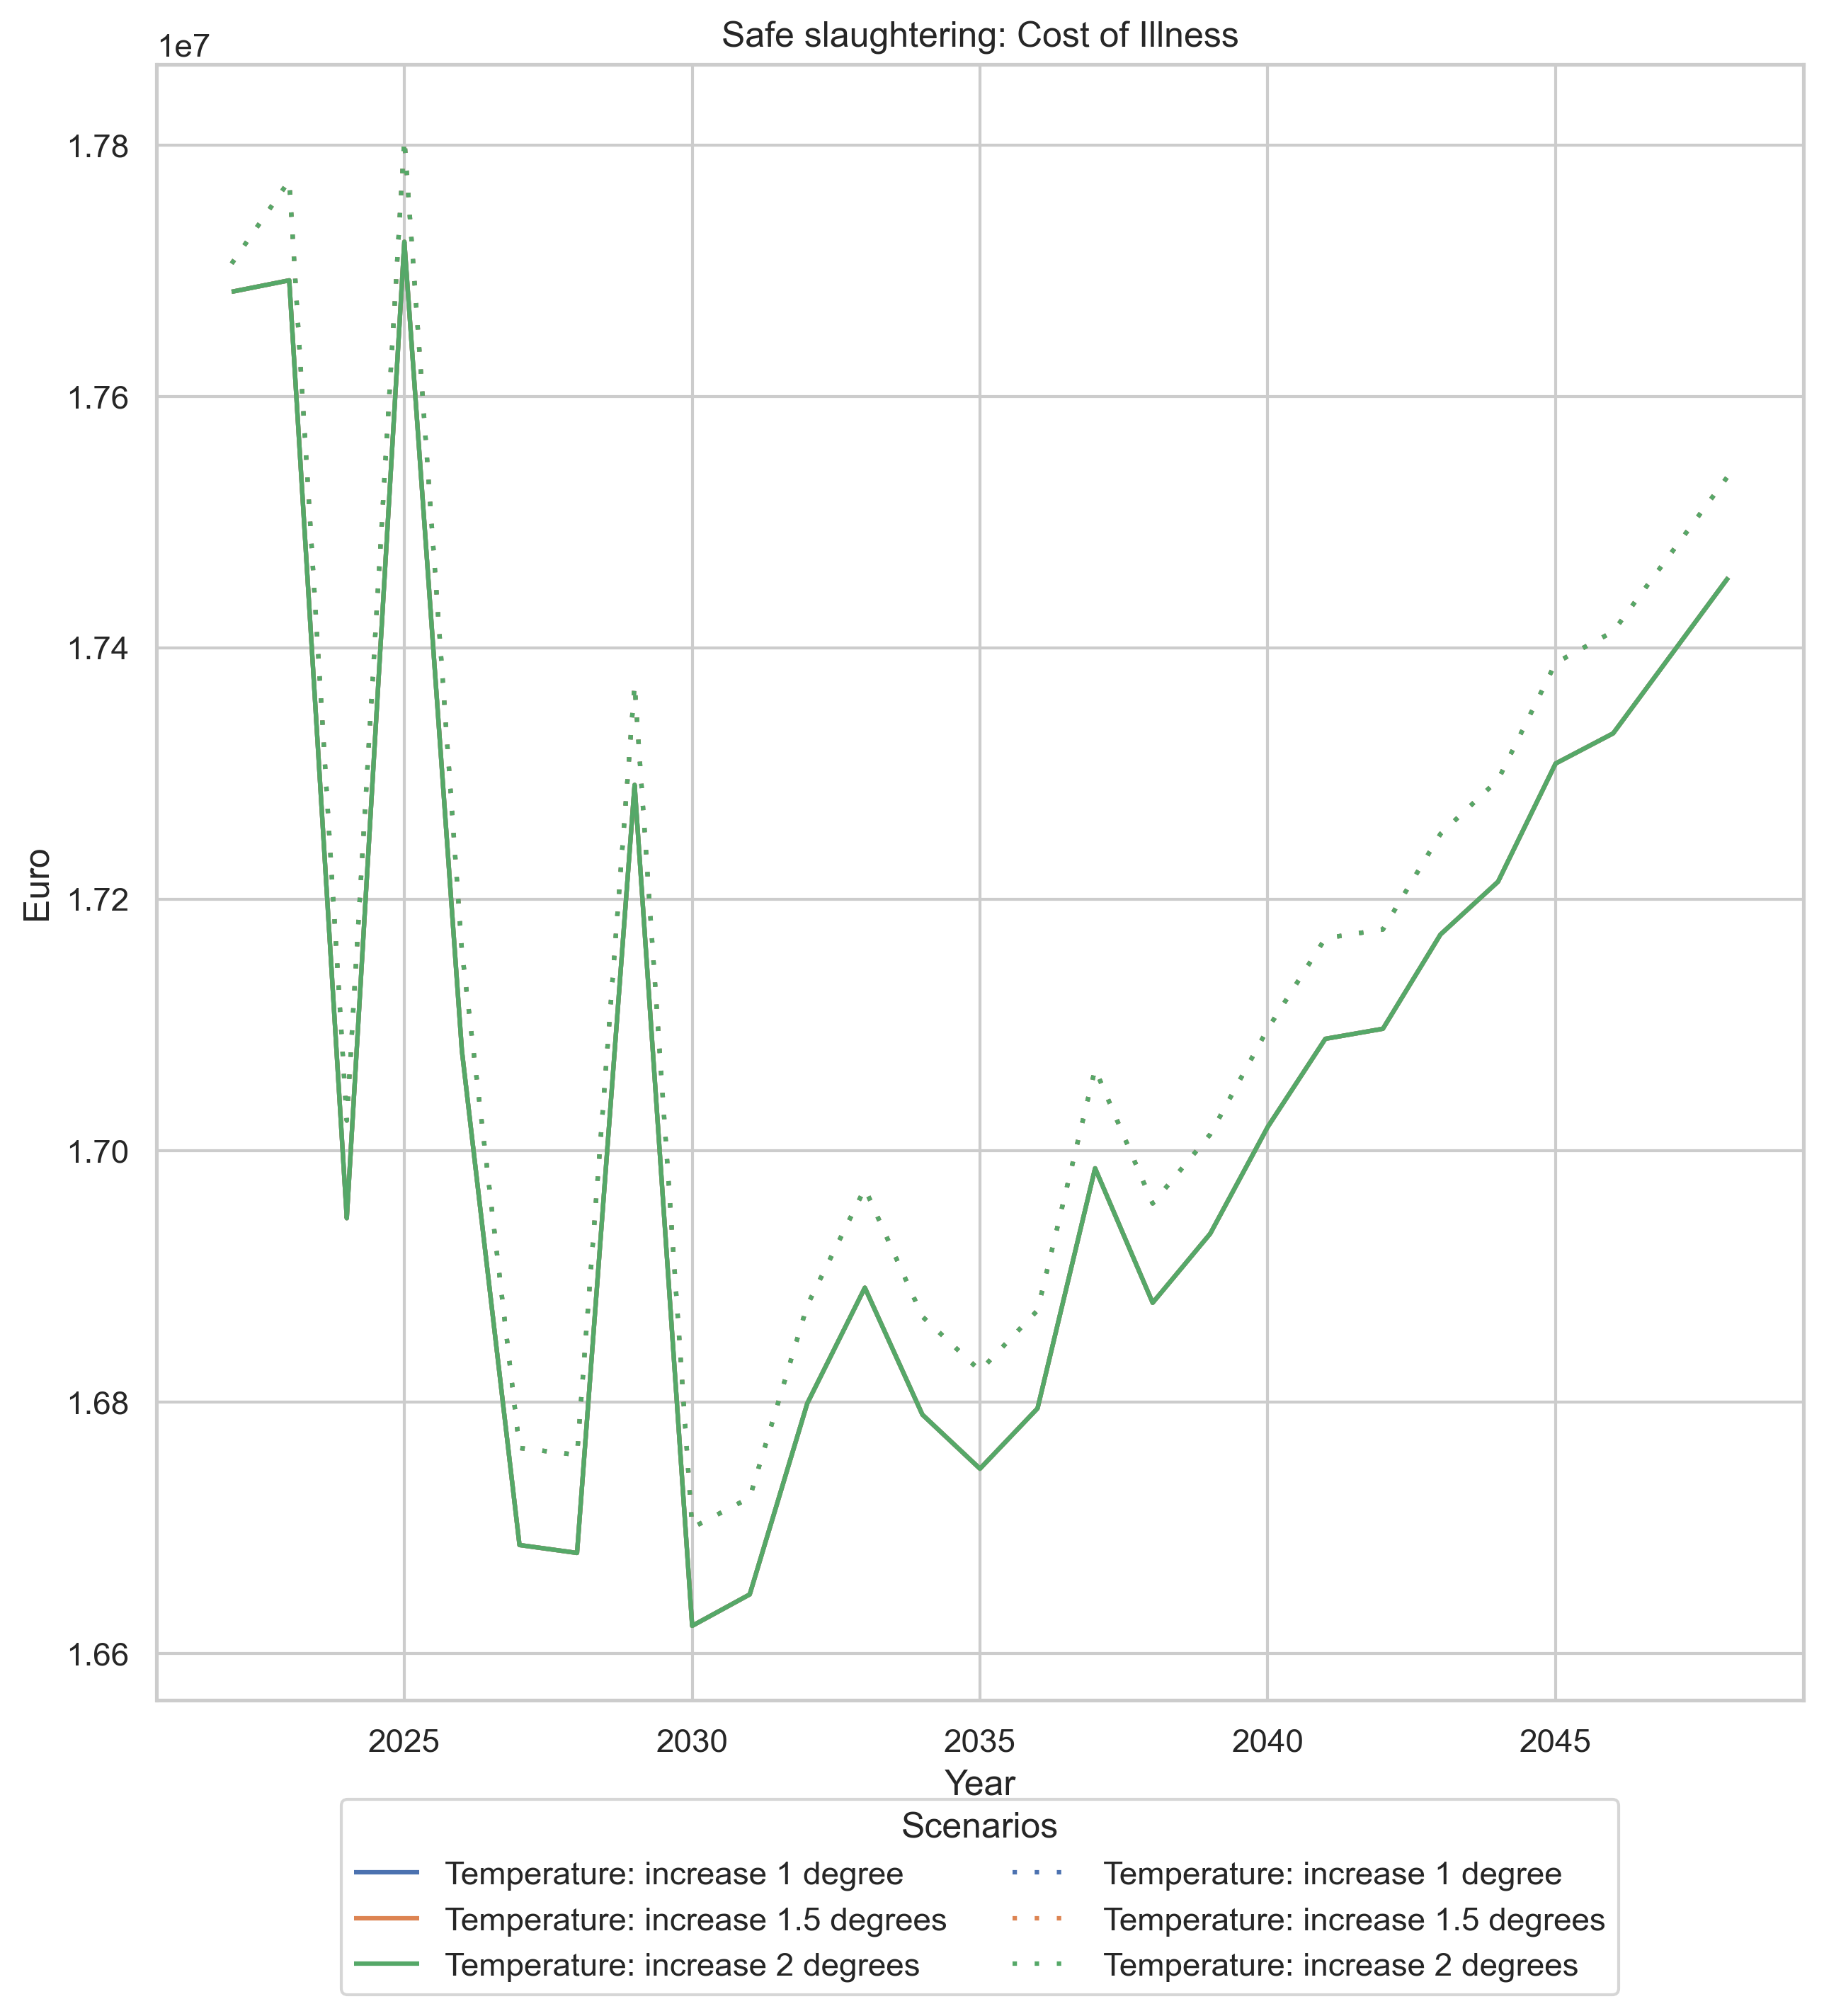 Safe slaughtering: Cost of Illness
1e7
1.78
1.76
1.74
1.72
1.70
1.68
1.66
Euro
2025 2030 2035 2040 2045
Year
Scenarios
Temperature: increase 1 degree Temperature: increase 1 degree
Temperature: increase 1.5 degrees Temperature: increase 1.5 degrees
Temperature: increase 2 degrees Temperature: increase 2 degrees